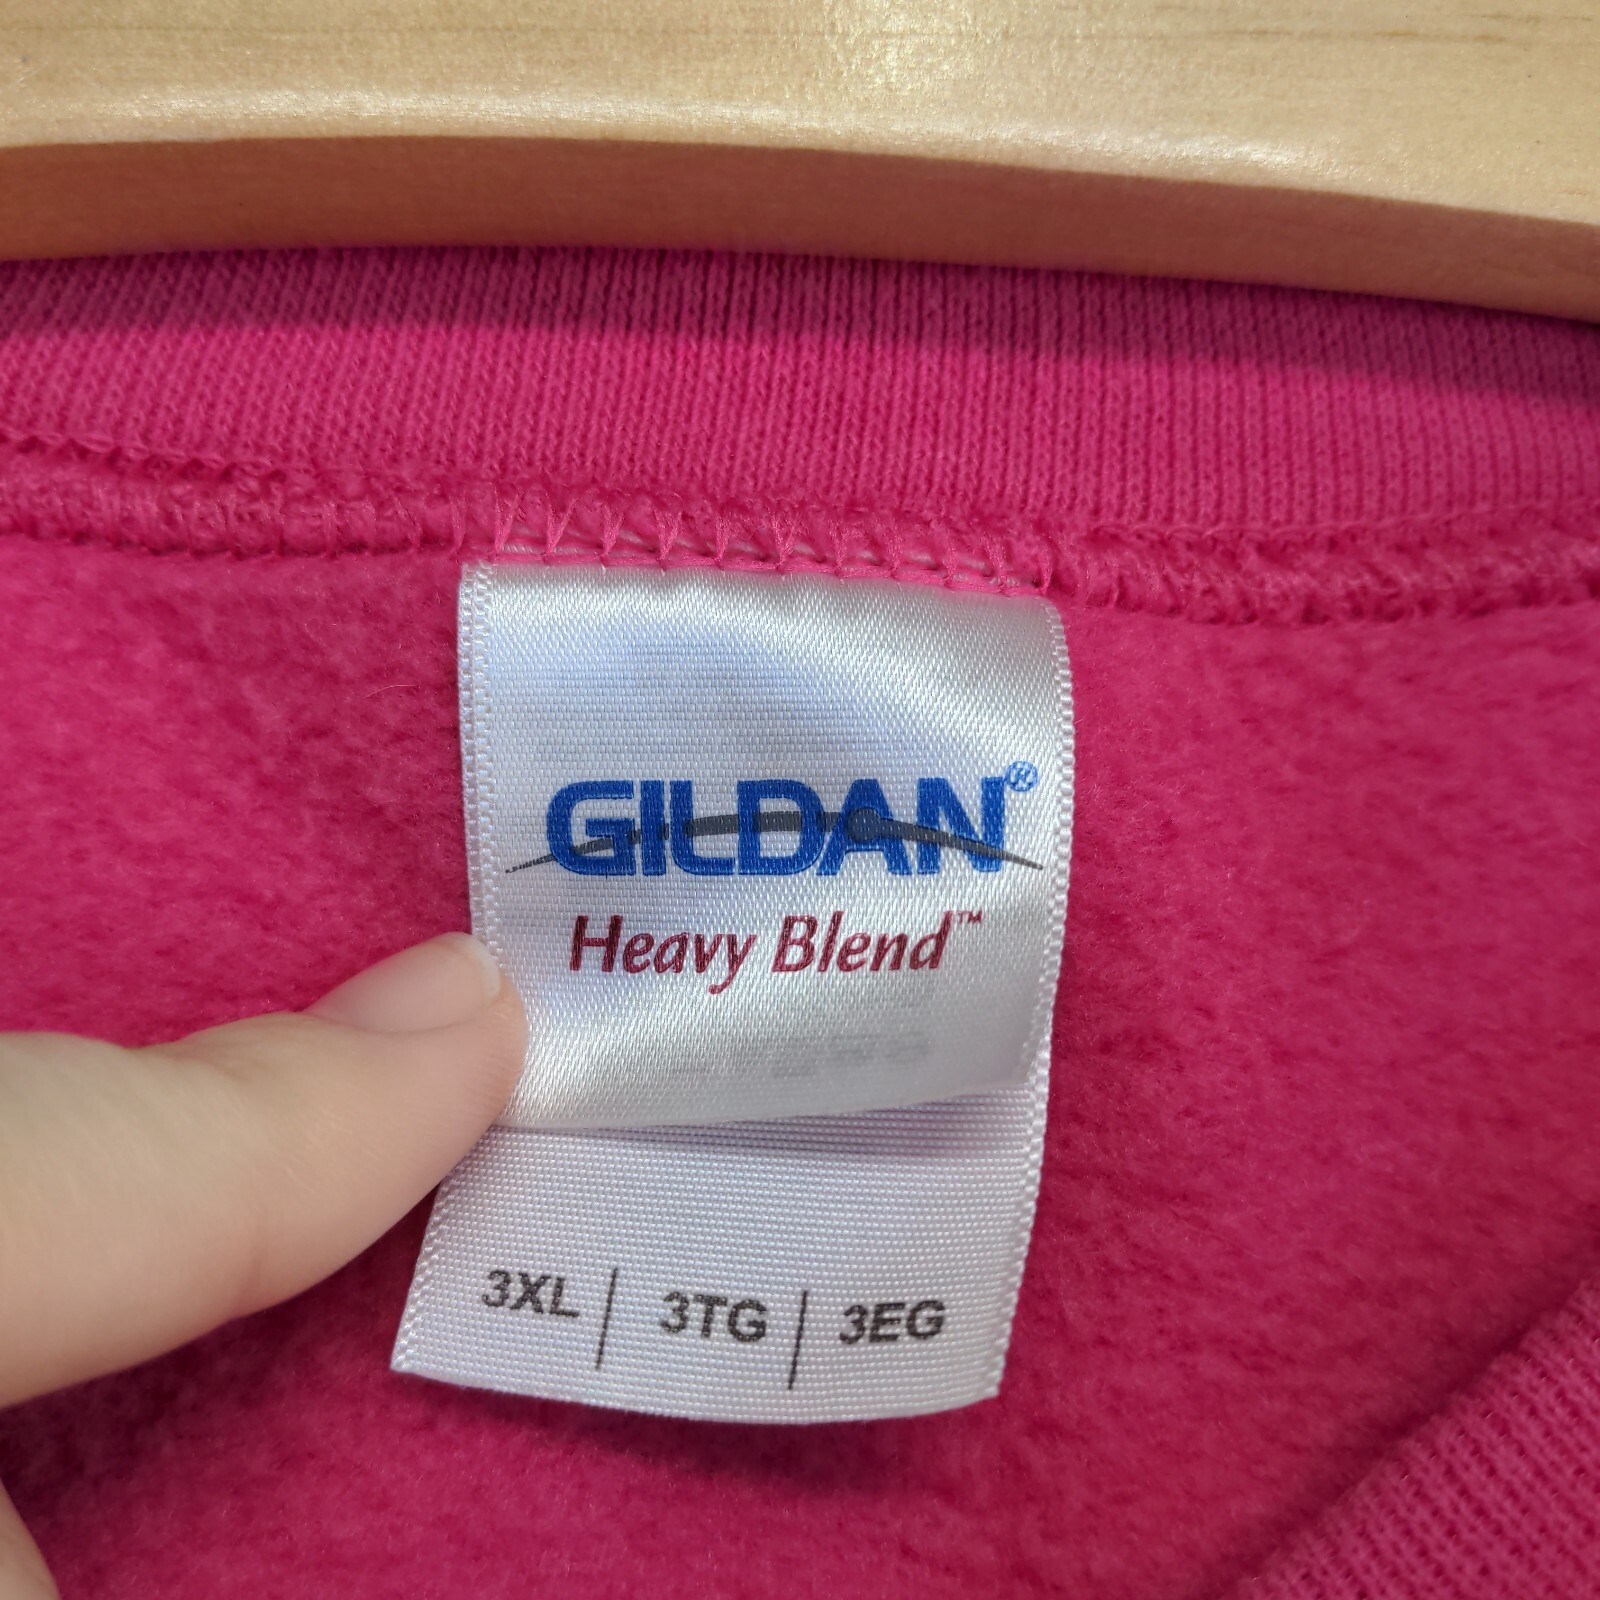 GILDAN®
Heavy Blend™
3XL | 3TG | 3EG